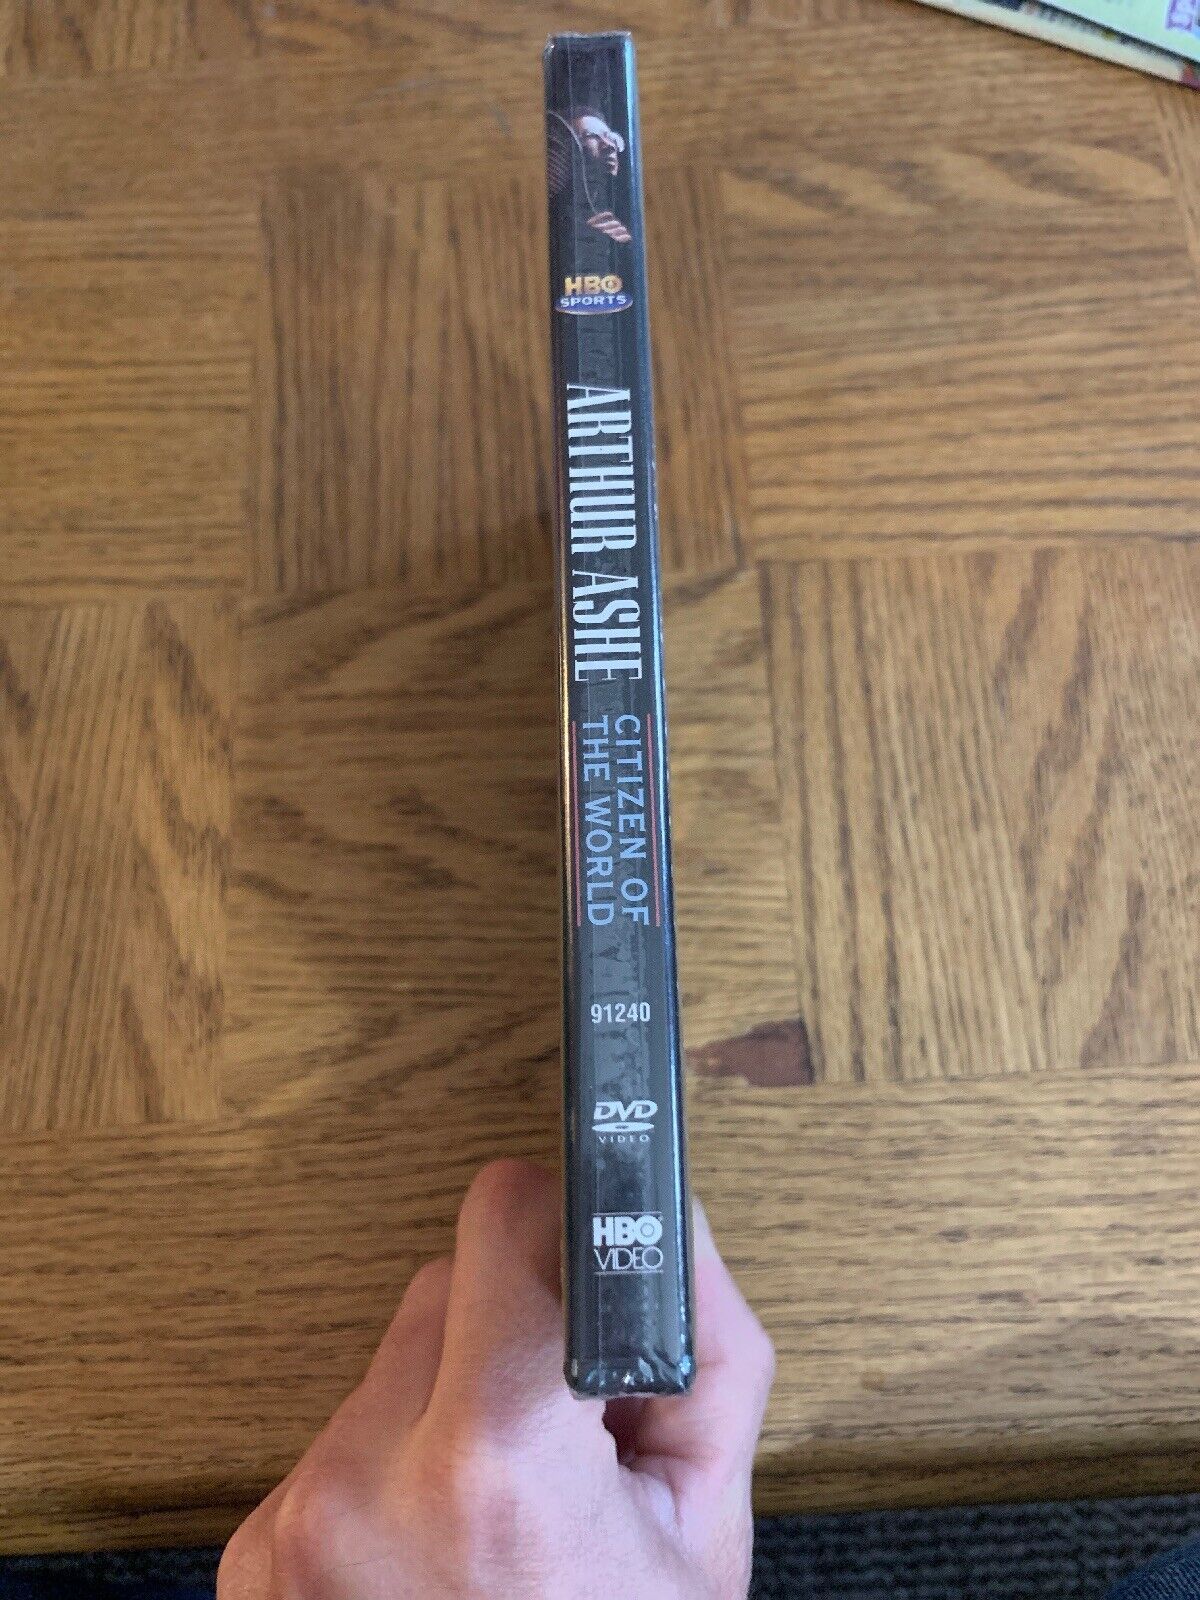 HBO
SPORTS
ARTHUR ASHE
CITIZEN OF
THE WORLD
91240
DVD
VIDEO
HBO
VIDEO